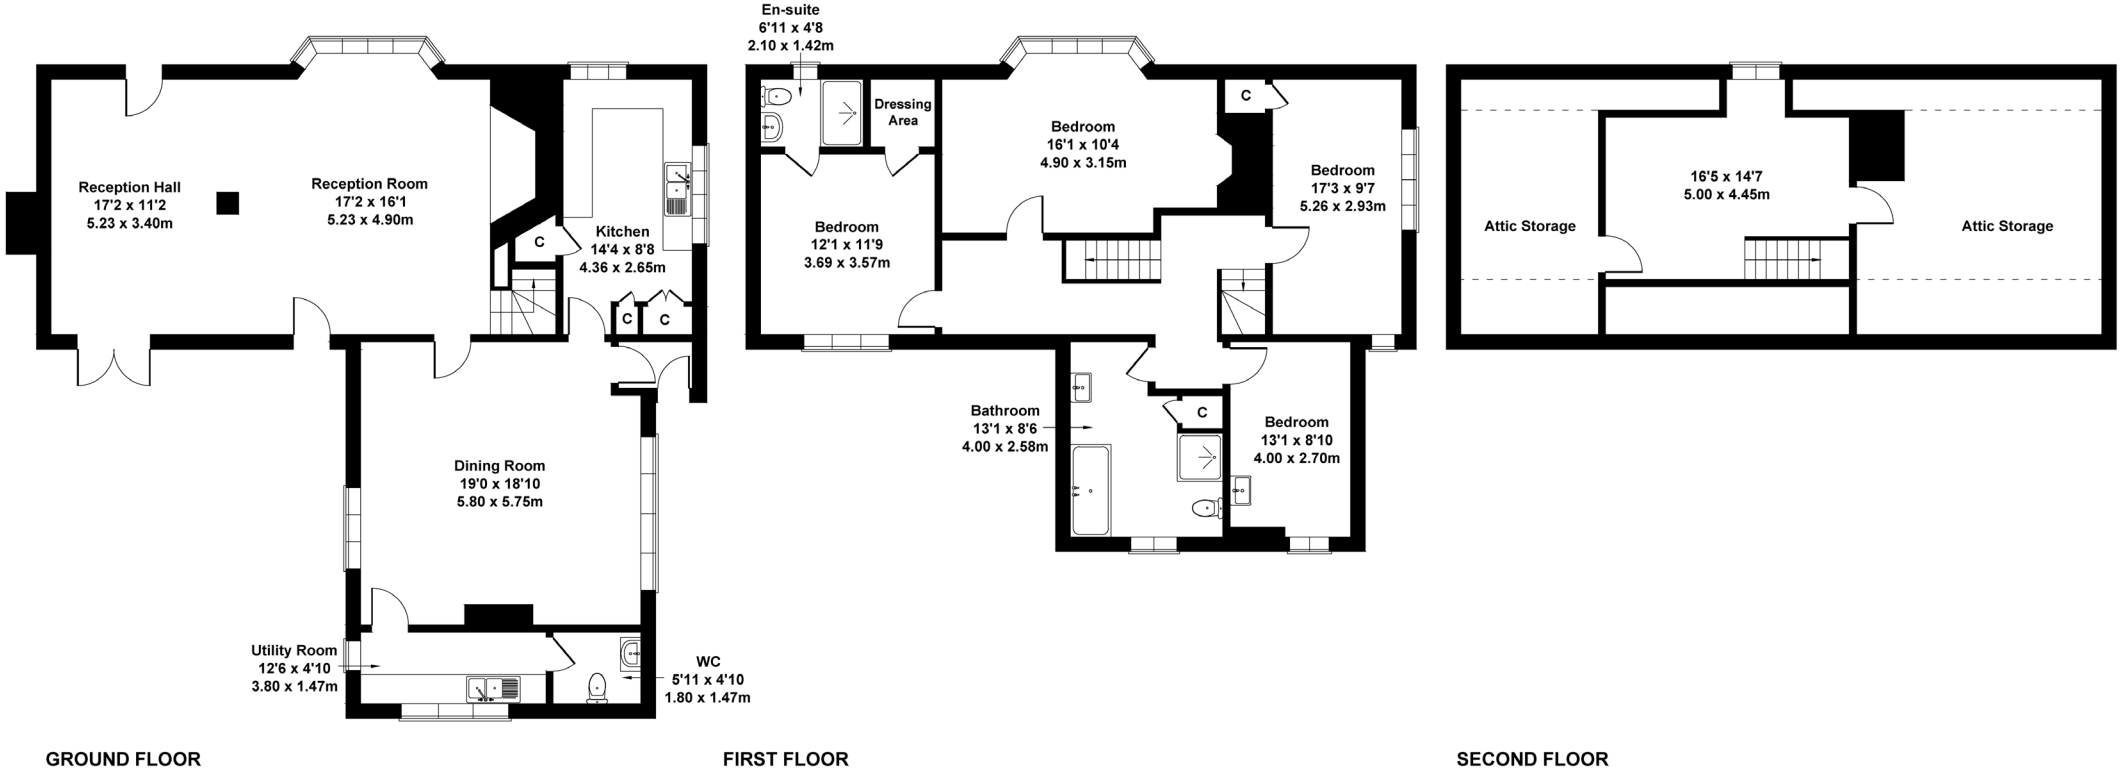 Reception Hall
17'2 x 11'2
5.23 x 3.40m
Reception Room
17'2 x 16'1
5.23 x 4.90m
C
Kitchen
14'4 x 8'8
4.36 x 2.65m
C
C
Dining Room
19'0 x 18'10
5.80 x 5.75m
Utility Room
12'6 x 4'10
3.80 x 1.47m
WC
5'11 x 4'10
1.80 x 1.47m
GROUND FLOOR
En-suite
6'11 x 4'8
2.10 x 1.42m
Dressing
Area
Bedroom
16'1 x 10'4
4.90 x 3.15m
C
Bedroom
17'3 x 9'7
5.26 x 2.93m
Bedroom
12'1 x 11'9
3.69 x 3.57m
Bathroom
13'1 x 8'6
4.00 x 2.58m
C
Bedroom
13'1 x 8'10
4.00 x 2.70m
FIRST FLOOR
Attic Storage
16'5 x 14'7
5.00 x 4.45m
Attic Storage
SECOND FLOOR